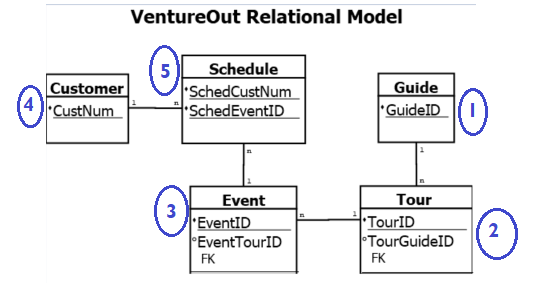 VentureOut Relational Model
5
Schedule
*SchedCustNum
*SchedEventID
4
Customer
*CustNum
1
n
Guide
*GuideID
1
n
1
1
n
3
Event
*EventID
°EventTourID
FK
n
1
Tour
*TourID
°TourGuideID
FK
2